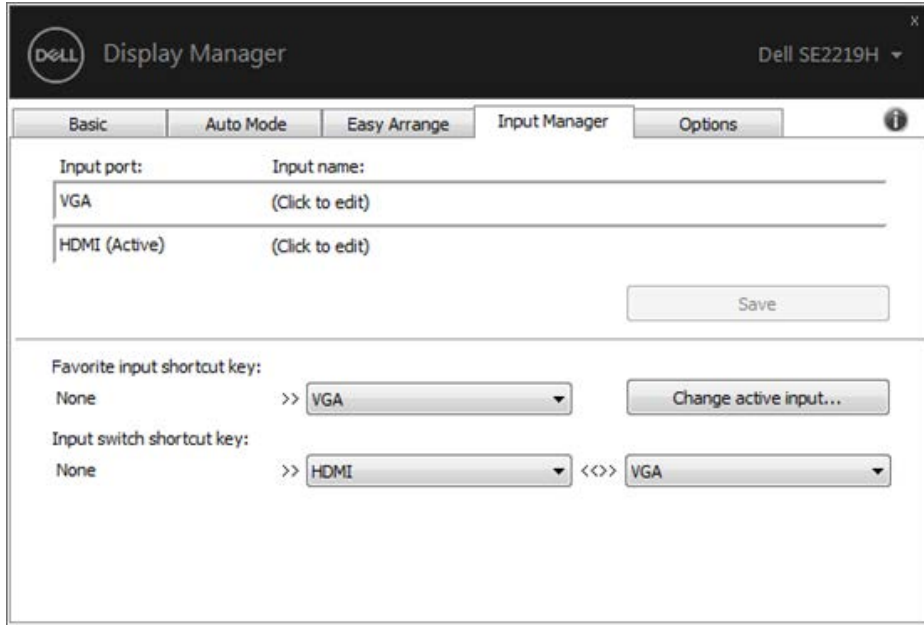 x
DELL Display Manager Dell SE2219H
Basic Auto Mode Easy Arrange Input Manager Options
Input port: Input name:
VGA (Click to edit)
HDMI (Active) (Click to edit)
Save
Favorite input shortcut key:
None >> VGA Change active input...
Input switch shortcut key:
None >> HDMI <<>> VGA